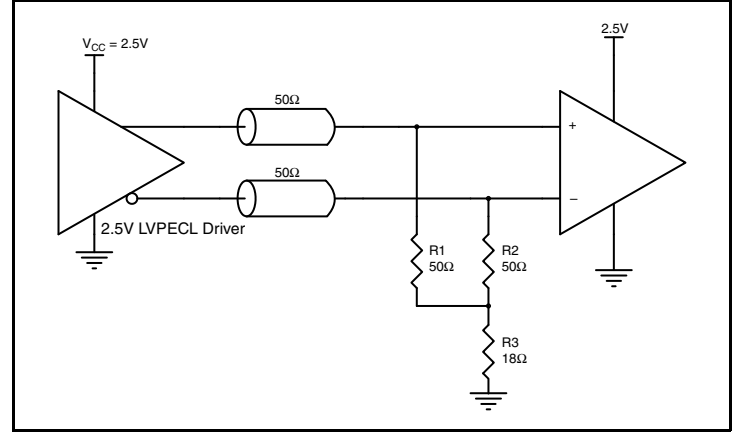 V_CC = 2.5V
2.5V
50Ω
+
50Ω
−
2.5V LVPECL Driver
R1
50Ω
R2
50Ω
R3
18Ω